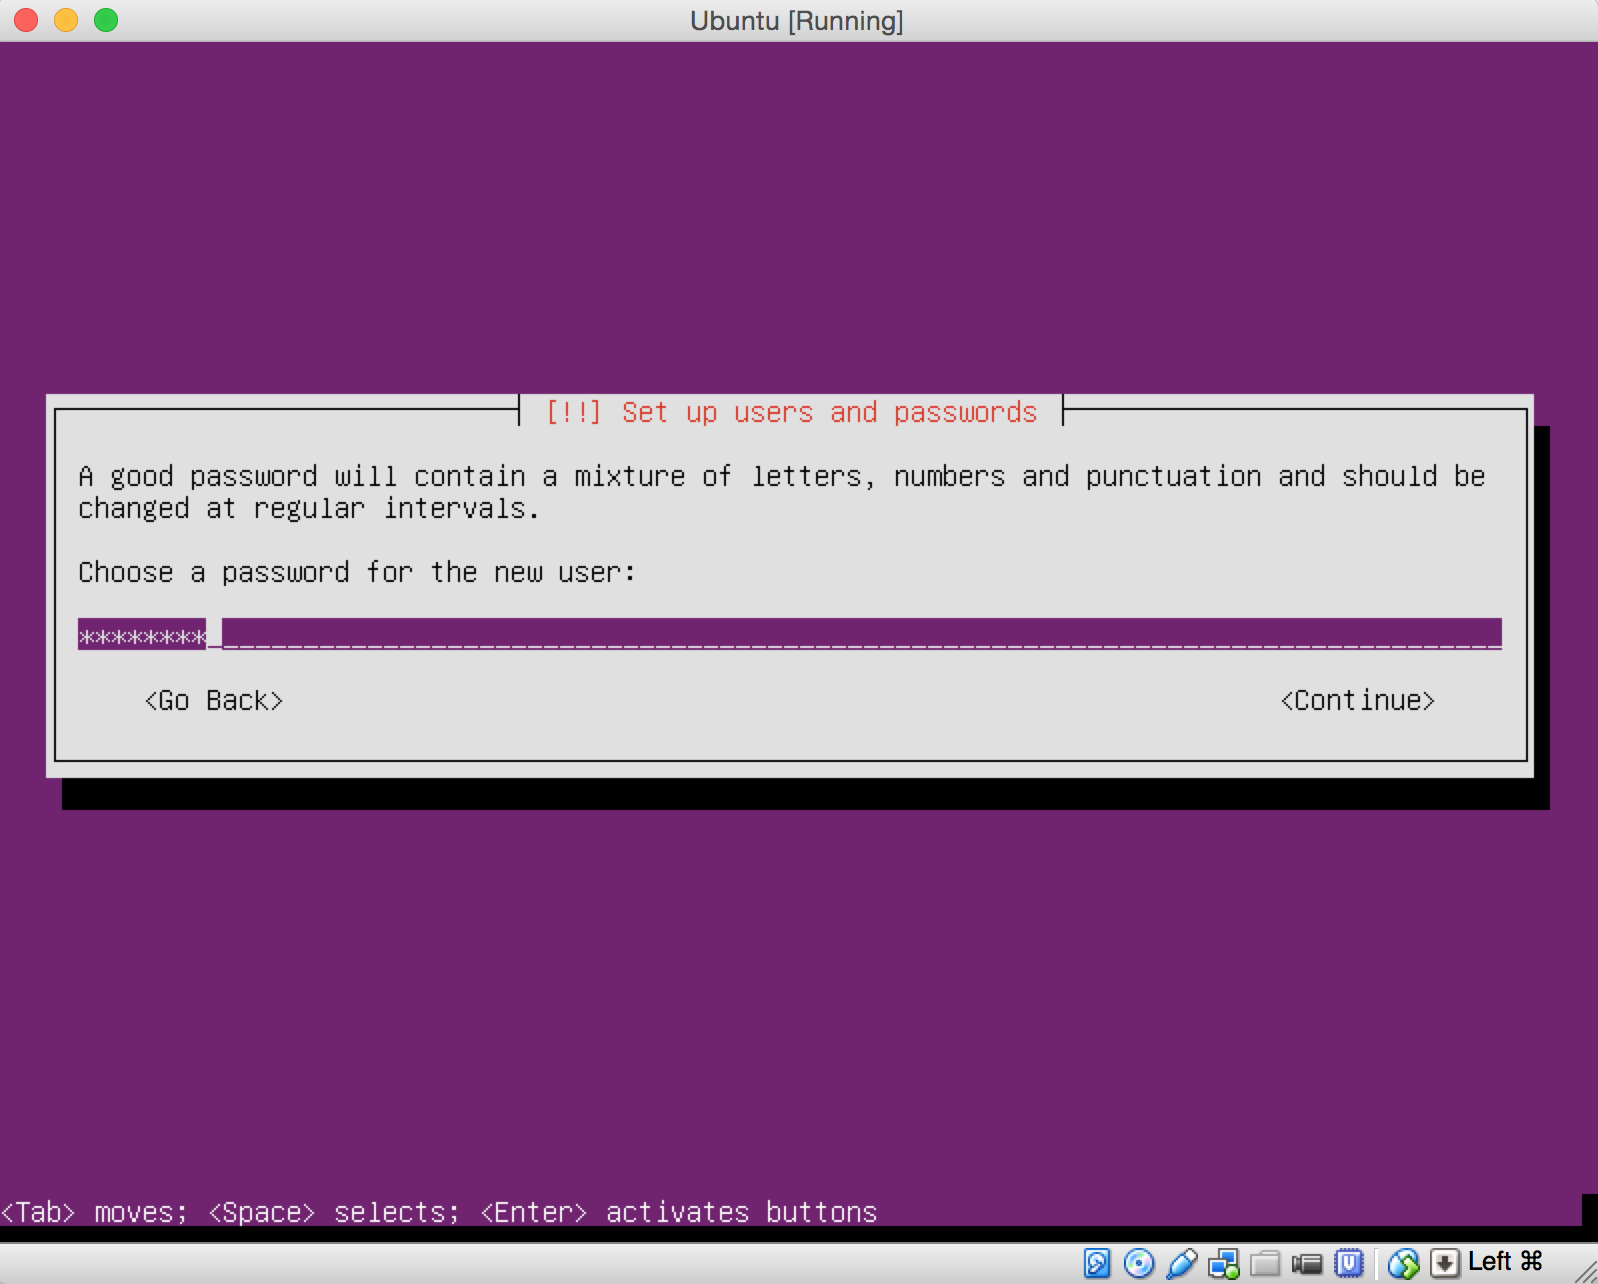 Ubuntu [Running]
[!!] Set up users and passwords
A good password will contain a mixture of letters, numbers and punctuation and should be
changed at regular intervals.
Choose a password for the new user:
********
<Go Back> <Continue>
<Tab> moves; <Space> selects; <Enter> activates buttons
Left ⌘